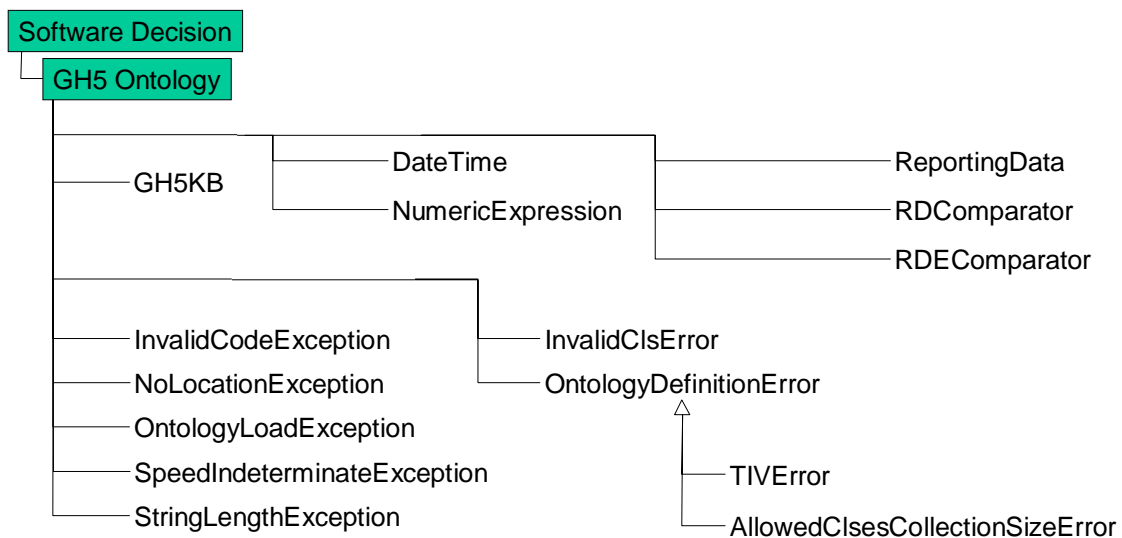 Software Decision
GH5 Ontology
DateTime
ReportingData
GH5KB
NumericExpression
RDComparator
RDEComparator
InvalidCodeException
InvalidClsError
NoLocationException
OntologyDefinitionError
OntologyLoadException
SpeedIndeterminateException
TIVError
StringLengthException
AllowedClsesCollectionSizeError